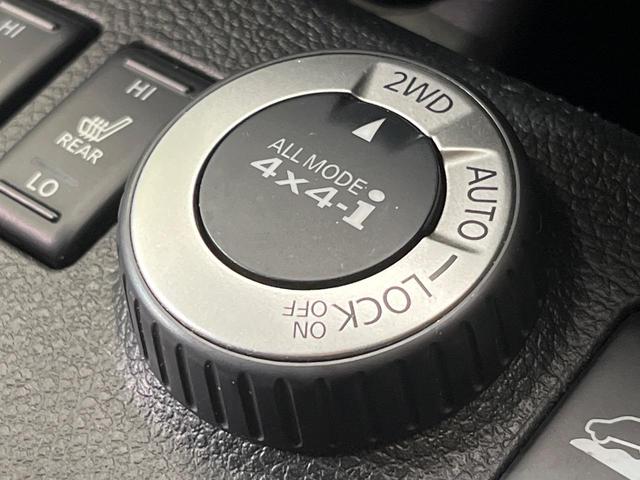 HI
HI
REAR
LO
2WD
AUTO
LOCK
ON
OFF
ALL MODE
4x4-i